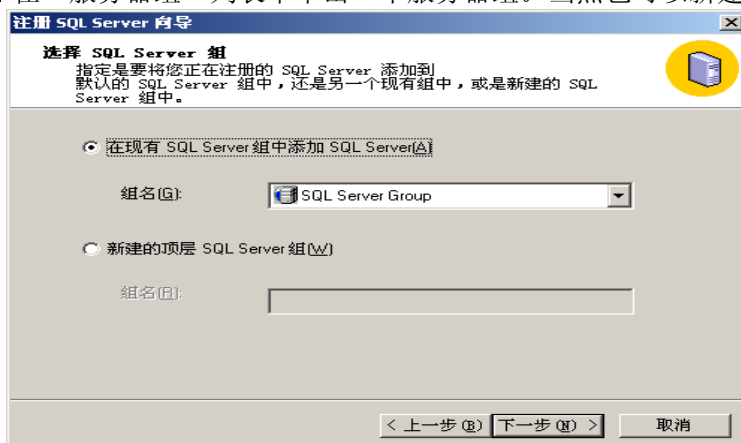 注册 SQL Server 向导
选择 SQL Server 组
指定是要将您正在注册的 SQL Server 添加到
默认的 SQL Server 组中，还是另一个现有组中，或是新建的 SQL
Server 组中。
在现有 SQL Server 组中添加 SQL Server(A)
组名(G):
SQL Server Group
新建的顶层 SQL Server 组(W)
组名(R):
< 上一步(B)
下一步(N) >
取消